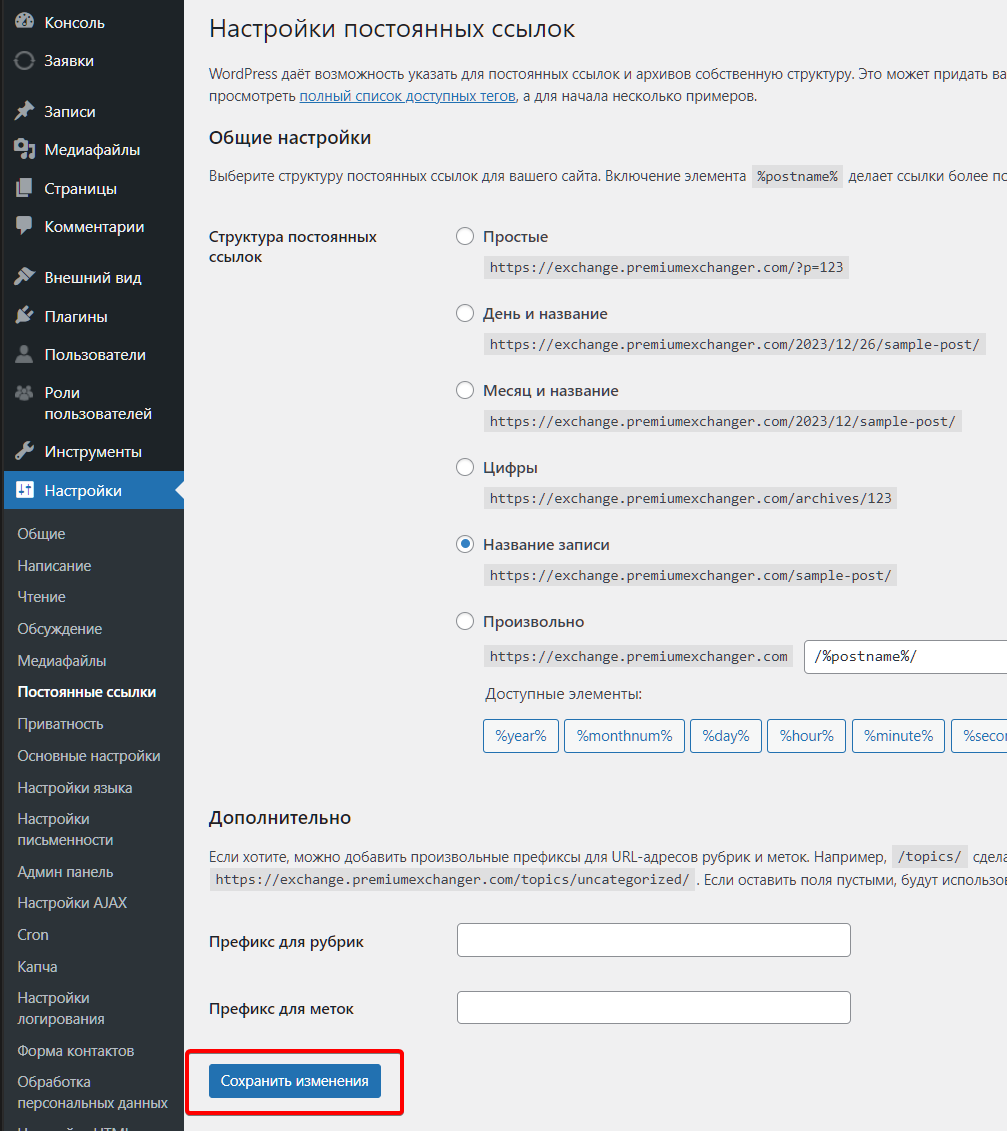 Консоль
Заявки
Записи
Медиафайлы
Страницы
Комментарии
Внешний вид
Плагины
Пользователи
Роли
пользователей
Инструменты
Настройки
Общие
Написание
Чтение
Обсуждение
Медиафайлы
Постоянные ссылки
Приватность
Основные настройки
Настройки языка
Настройки
письменности
Админ панель
Настройки AJAX
Cron
Капча
Настройки
логирования
Форма контактов
Обработка
персональных данных
Настройки постоянных ссылок
WordPress даёт возможность указать для постоянных ссылок и архивов собственную структуру. Это может придать ва
просмотреть полный список доступных тегов, а для начала несколько примеров.
Общие настройки
Выберите структуру постоянных ссылок для вашего сайта. Включение элемента %postname% делает ссылки более по
Структура постоянных
ссылок
Простые
https://exchange.premiumexchanger.com/?p=123
День и название
https://exchange.premiumexchanger.com/2023/12/26/sample-post/
Месяц и название
https://exchange.premiumexchanger.com/2023/12/sample-post/
Цифры
https://exchange.premiumexchanger.com/archives/123
Название записи
https://exchange.premiumexchanger.com/sample-post/
Произвольно
https://exchange.premiumexchanger.com /%postname%/
Доступные элементы:
%year% %monthnum% %day% %hour% %minute% %secon
Дополнительно
Если хотите, можно добавить произвольные префиксы для URL-адресов рубрик и меток. Например, /topics/ сдела
https://exchange.premiumexchanger.com/topics/uncategorized/ . Если оставить поля пустыми, будут использов
Префикс для рубрик
Префикс для меток
Сохранить изменения